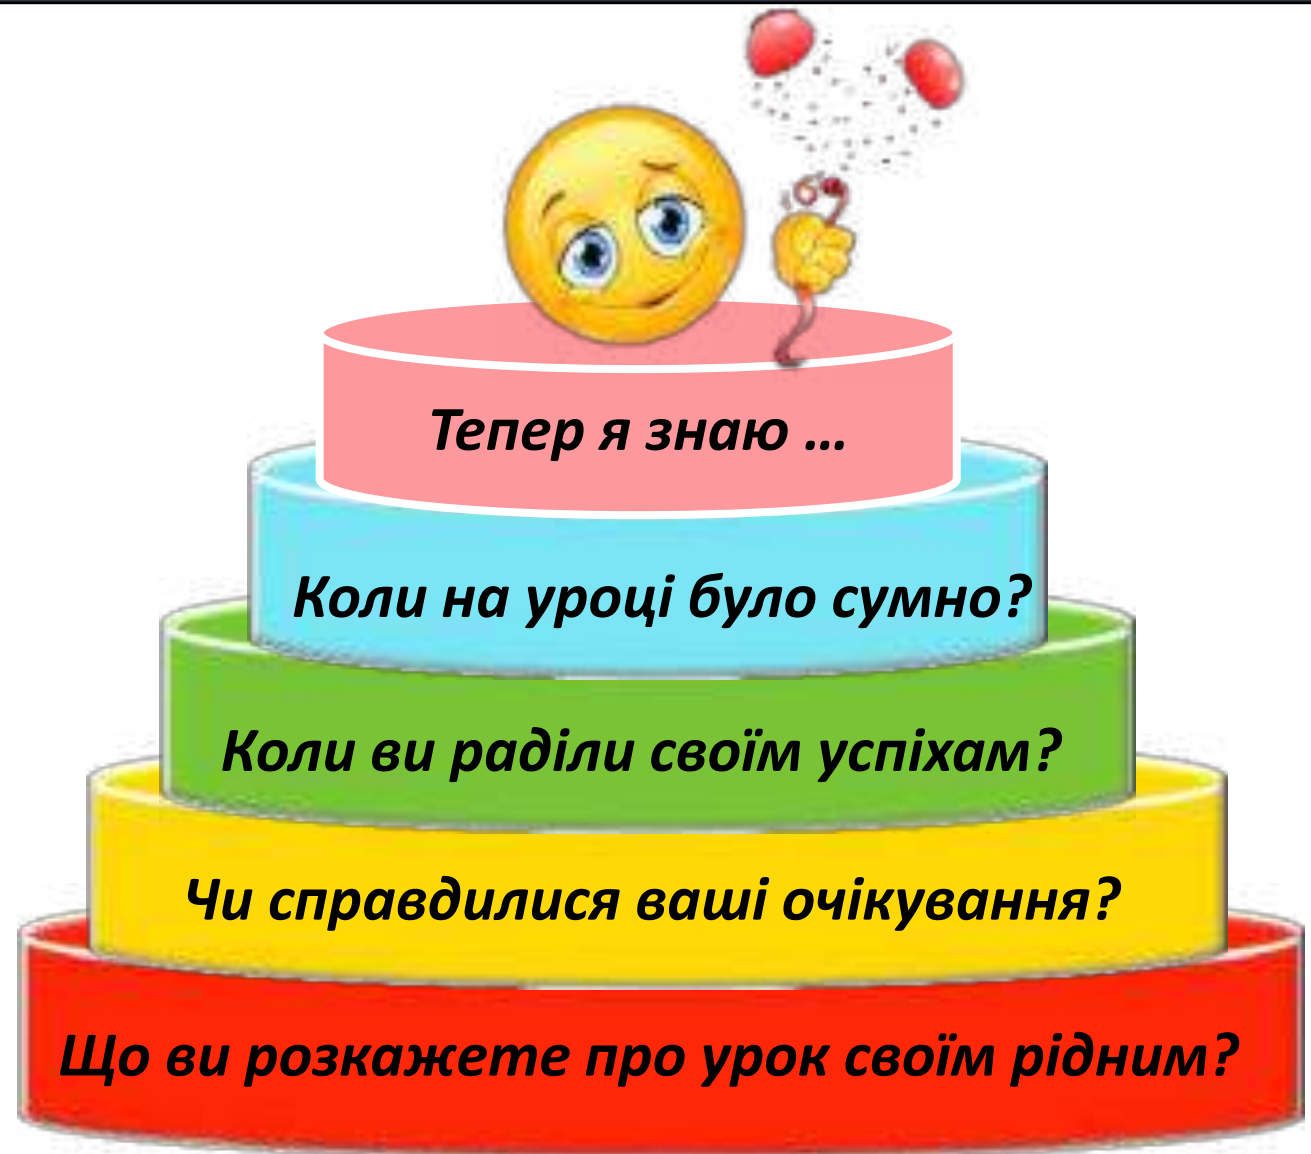 Тепер я знаю ...
Коли на уроці було сумно?
Коли ви раділи своїм успіхам?
Чи справдилися ваші очікування?
Що ви розкажете про урок своїм рідним?